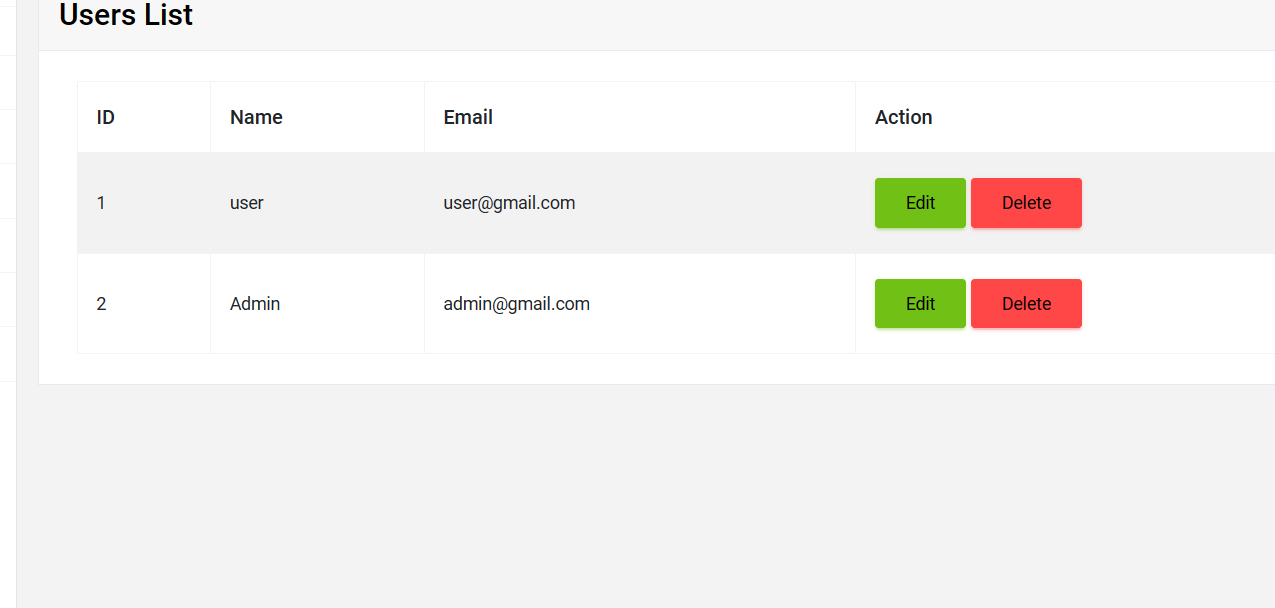 Users List
ID Name Email Action
1 user user@gmail.com Edit Delete
2 Admin admin@gmail.com Edit Delete